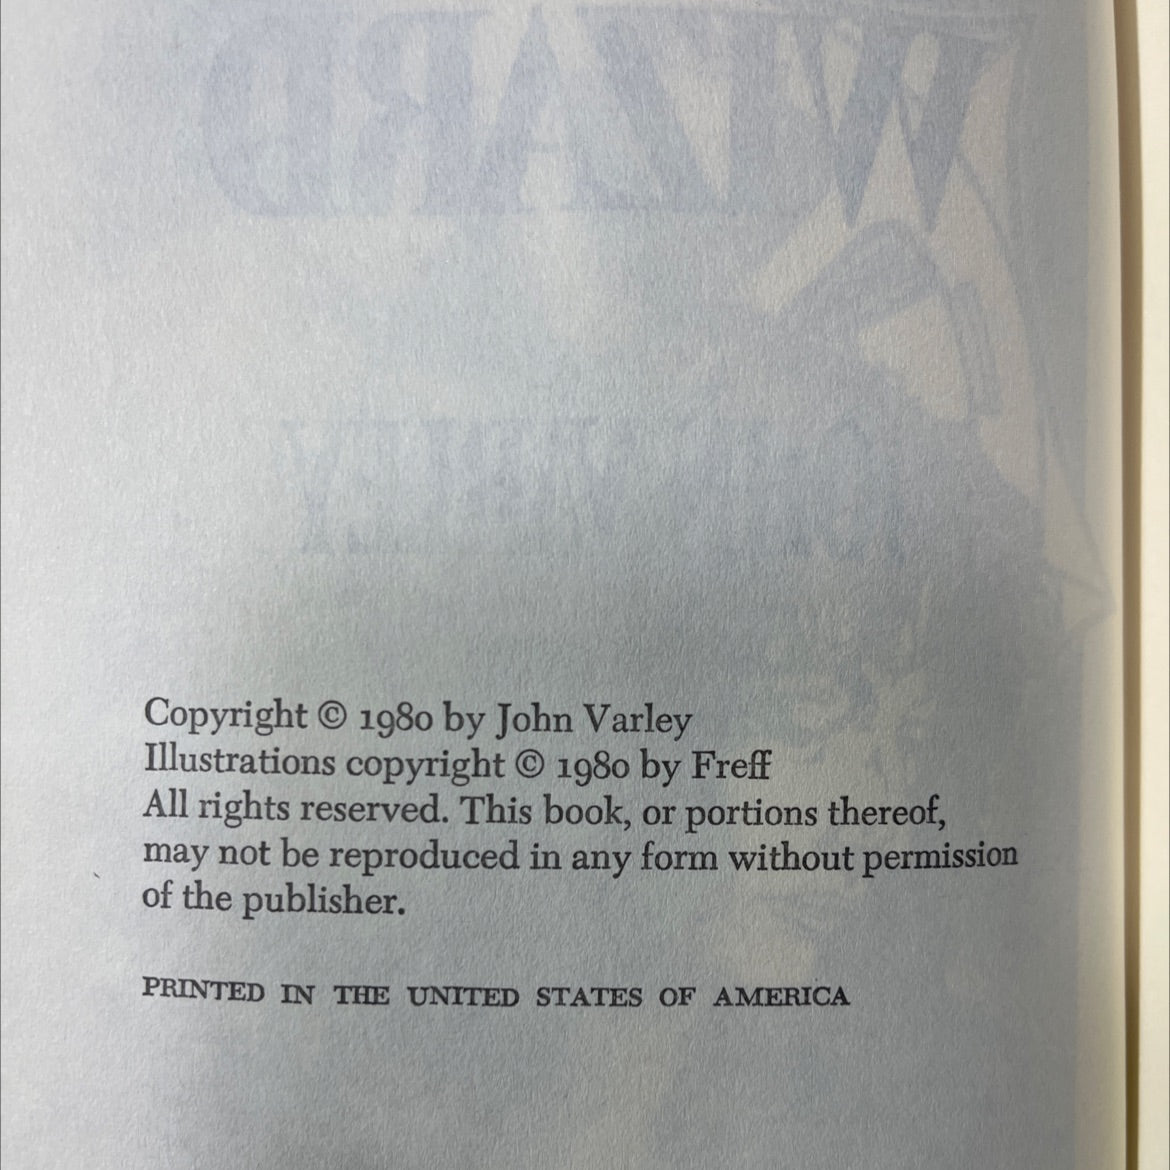 Copyright © 1980 by John Varley
Illustrations copyright © 1980 by Freff
All rights reserved. This book, or portions thereof,
may not be reproduced in any form without permission
of the publisher.
PRINTED IN THE UNITED STATES OF AMERICA